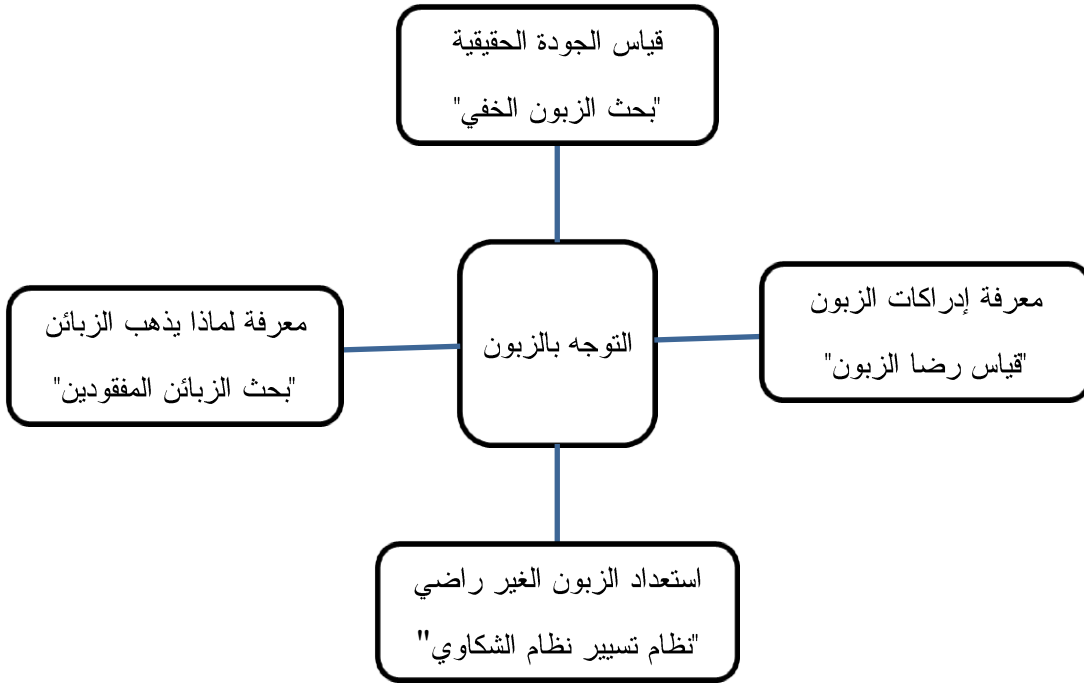 قياس الجودة الحقيقية
"بحث الزبون الخفي"
معرفة إدراكات الزبون
"قياس رضا الزبون"
التوجه بالزبون
معرفة لماذا يذهب الزبائن
"بحث الزبائن المفقودين"
استعداد الزبون الغير راضي
"نظام تسيير نظام الشكاوي"